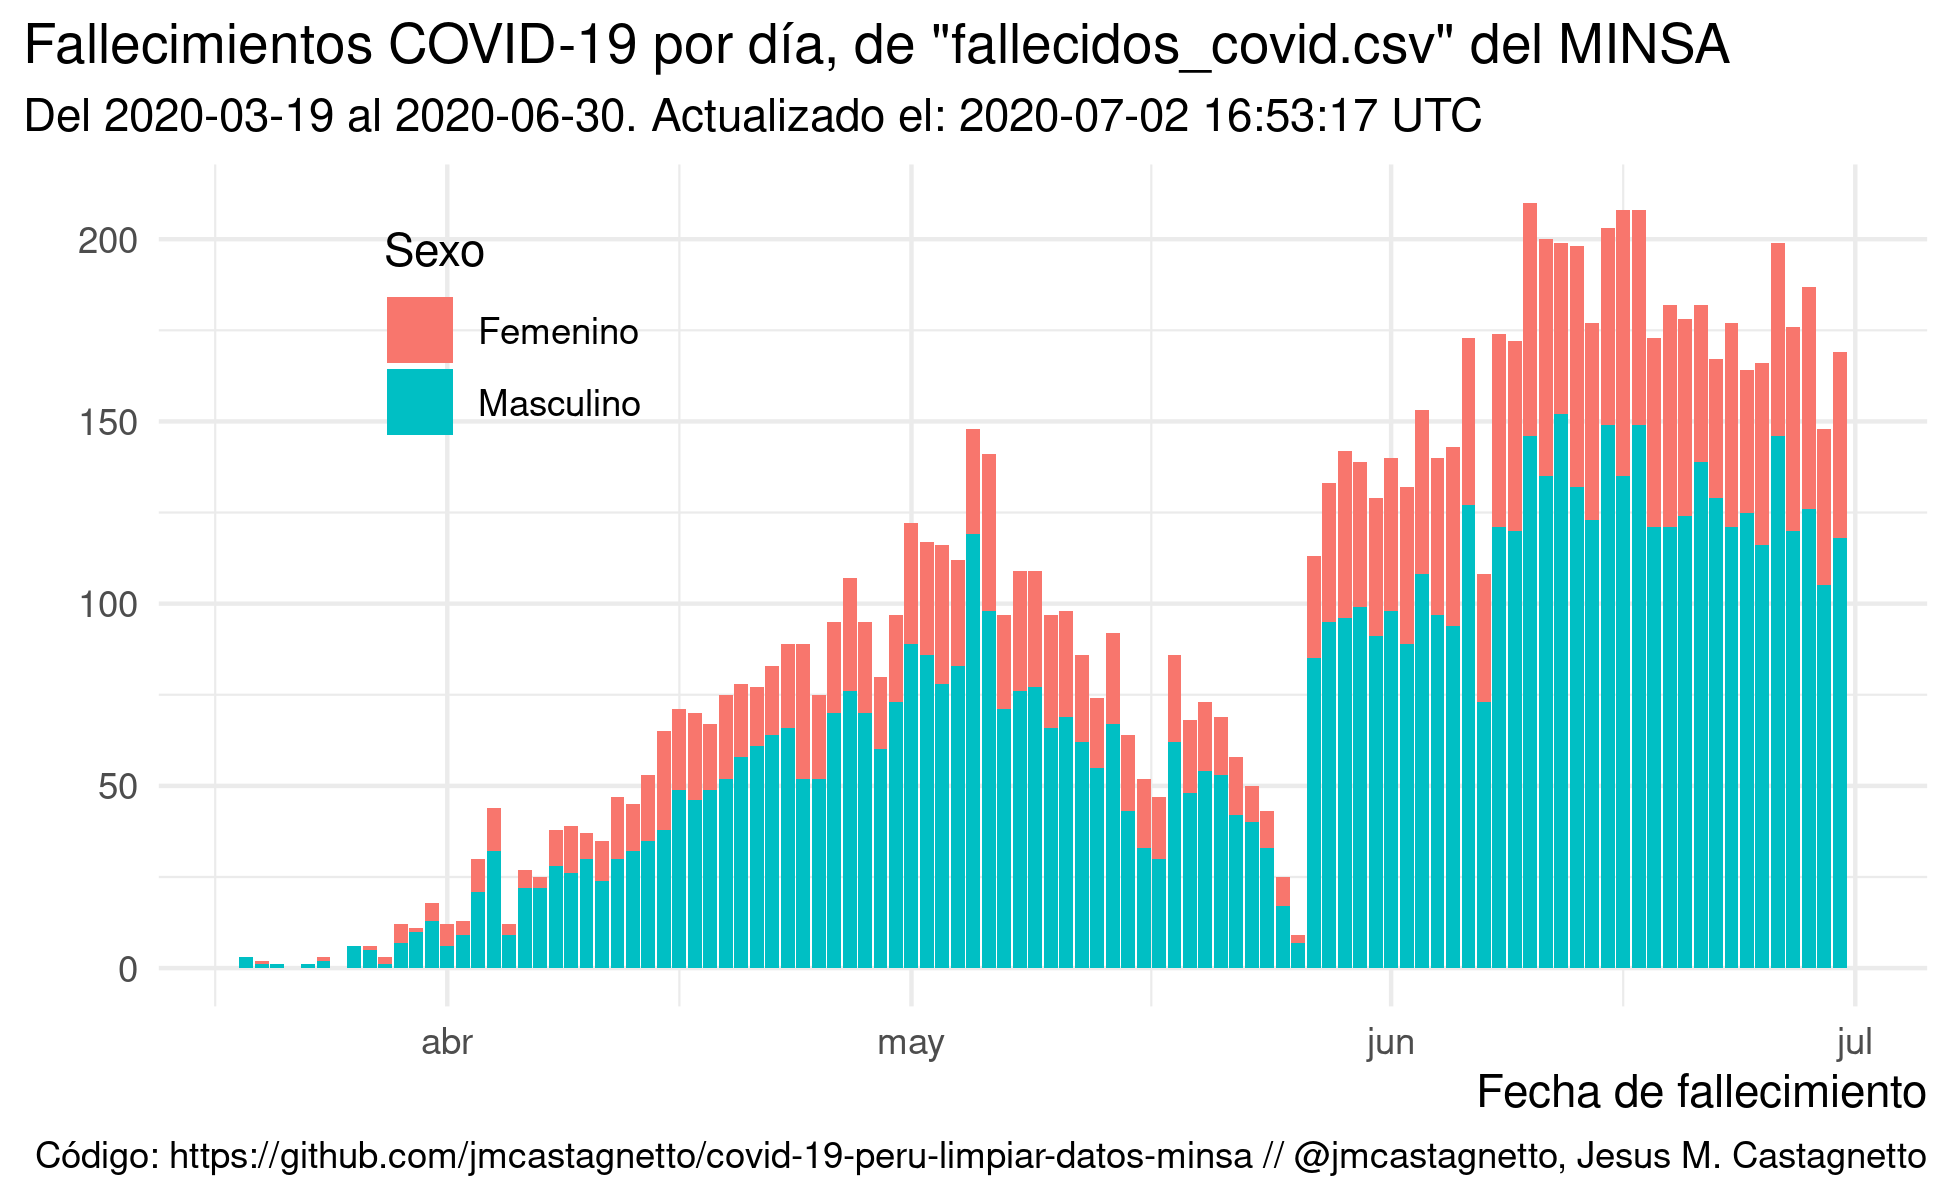 Fallecimientos COVID-19 por día, de "fallecidos_covid.csv" del MINSA
Del 2020-03-19 al 2020-06-30. Actualizado el: 2020-07-02 16:53:17 UTC
Sexo
Femenino
Masculino
200
150
100
50
0
abr may jun jul
Fecha de fallecimiento
Código: https://github.com/jmcastagnetto/covid-19-peru-limpiar-datos-minsa // @jmcastagnetto, Jesus M. Castagnetto